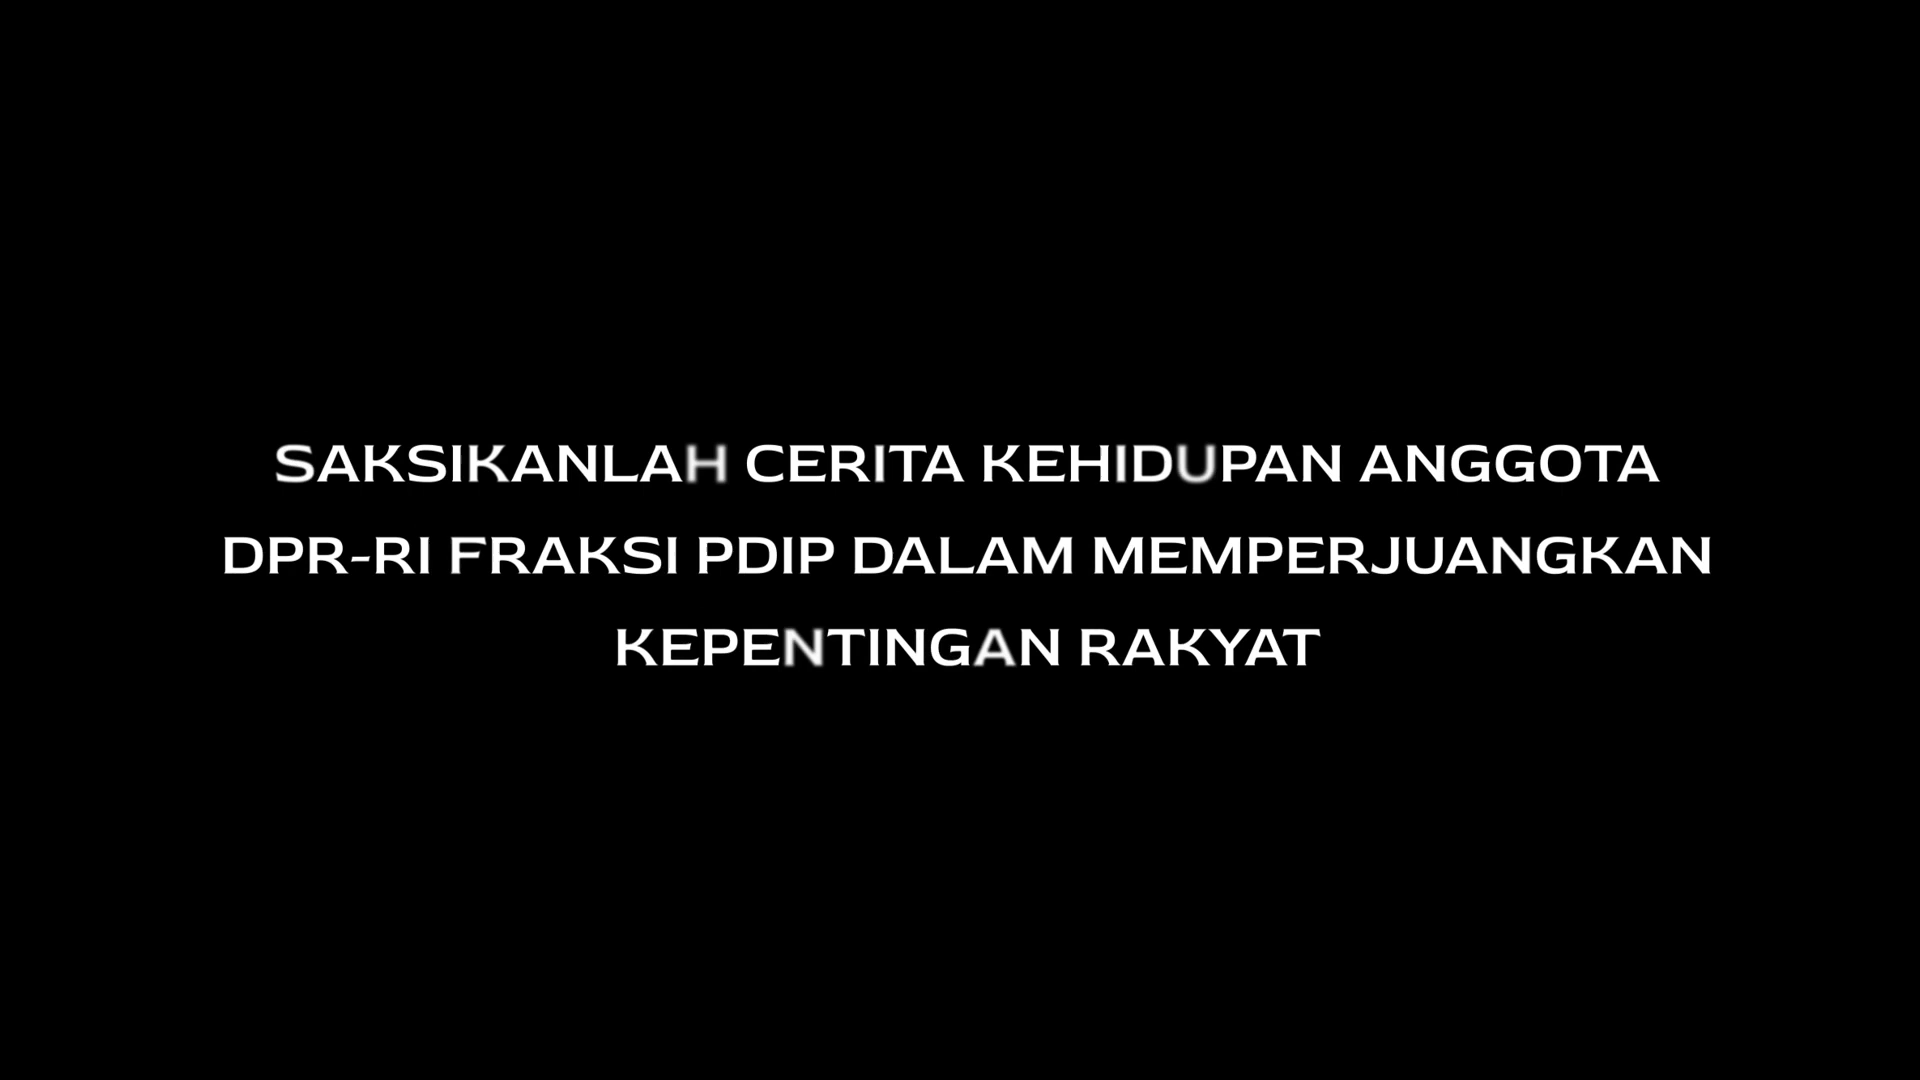 SAKSIKANLAH CERITA KEHIDUPAN ANGGOTA
DPR-RI FRAKSI PDIP DALAM MEMPERJUANGKAN
KEPENTINGAN RAKYAT